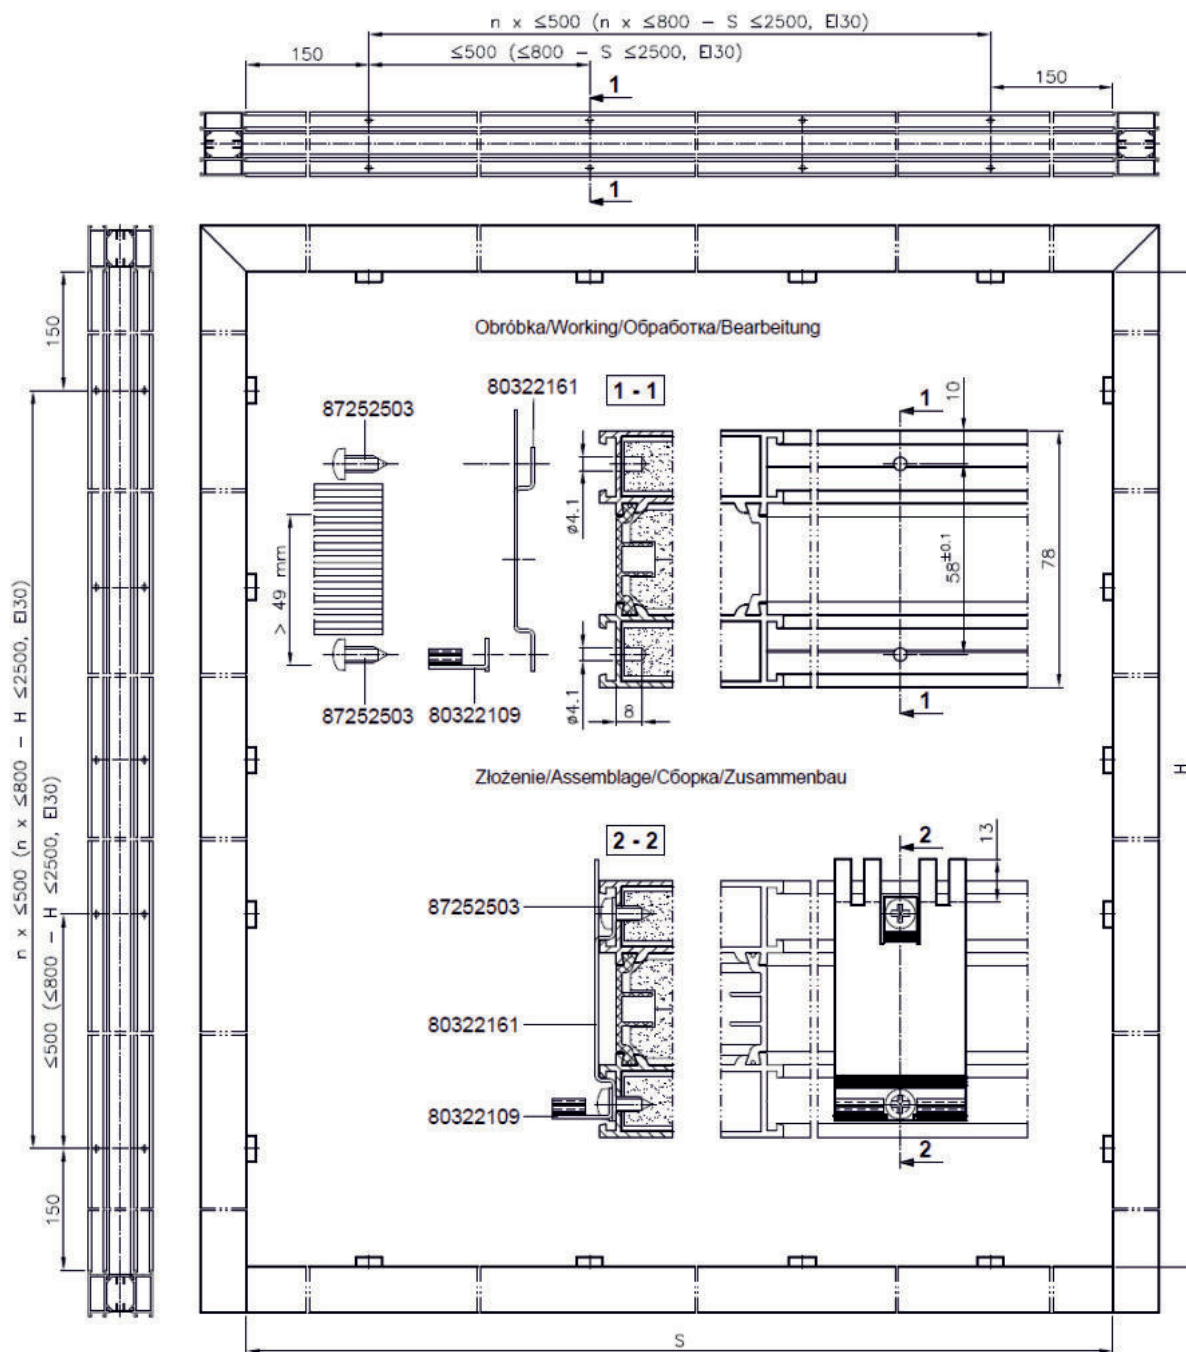 n x ≤500 (n x ≤800 – S ≤2500, EI30)
≤500 (≤800 – S ≤2500, EI30)
150
150
1
1
150
Obróbka/Working/Обработка/Bearbeitung
80322161
1 - 1
87252503
1
10
ø4.1
> 49 mm
58±0.1
78
ø4.1
8
87252503
80322109
1
n x ≤500 (n x ≤800 – H ≤2500, EI30)
≤500 (≤800 – H ≤2500, EI30)
H
Złożenie/Assemblage/Сборка/Zusammenbau
2 - 2
2
13
87252503
80322161
80322109
2
150
S